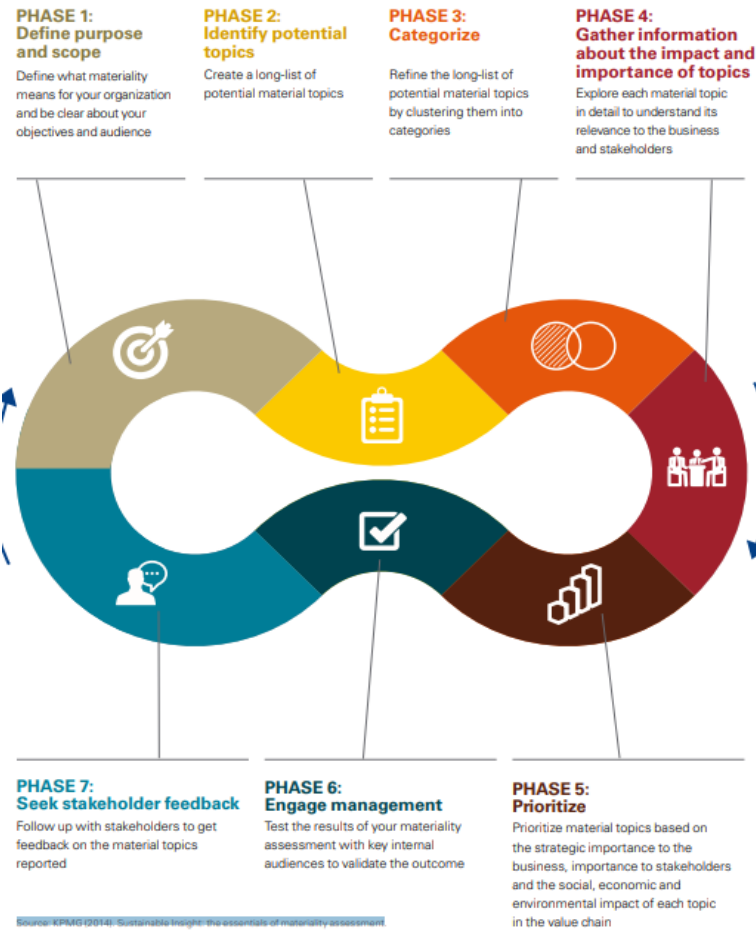 PHASE 1:
Define purpose
and scope
Define what materiality
means for your organization
and be clear about your
objectives and audience
PHASE 2:
Identify potential
topics
Create a long-list of
potential material topics
PHASE 3:
Categorize
Refine the long-list of
potential material topics
by clustering them into
categories
PHASE 4:
Gather information
about the impact and
importance of topics
Explore each material topic
in detail to understand its
relevance to the business
and stakeholders
PHASE 7:
Seek stakeholder feedback
Follow up with stakeholders to get
feedback on the material topics
reported
PHASE 6:
Engage management
Test the results of your materiality
assessment with key internal
audiences to validate the outcome
PHASE 5:
Prioritize
Prioritize material topics based on
the strategic importance to the
business, importance to stakeholders
and the social, economic and
environmental impact of each topic
in the value chain
Source: KPMG (2014). Sustainable Insight: the essentials of materiality assessment.